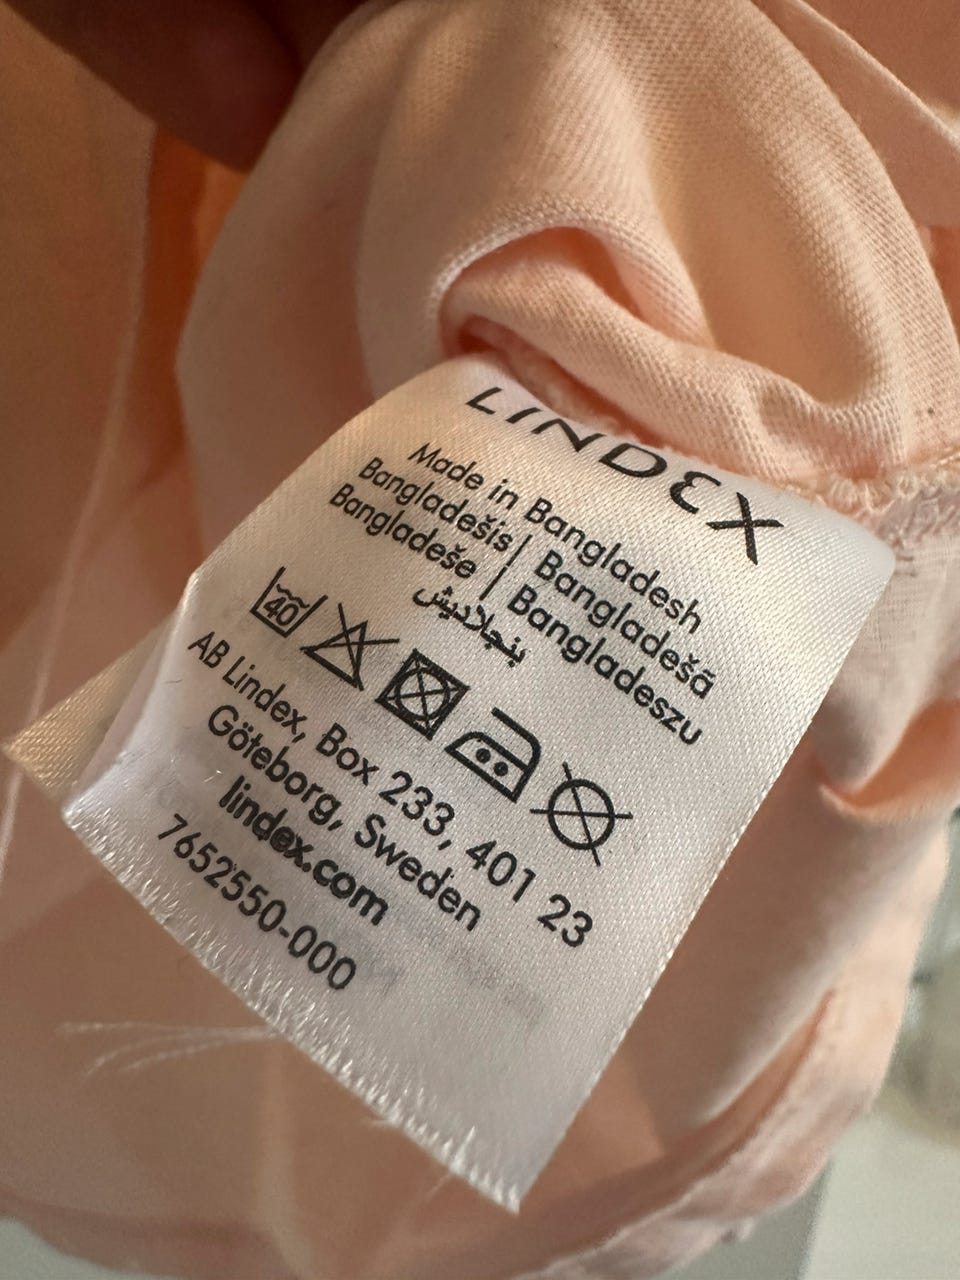 LINDEX
Made in Bangladesh
Bangladešis | Bangladešā
Bangladeše | Bangladeszu
بنجلاديش
40
AB Lindex, Box 233, 401 23
Göteborg, Sweden
lindex.com
7652550-000